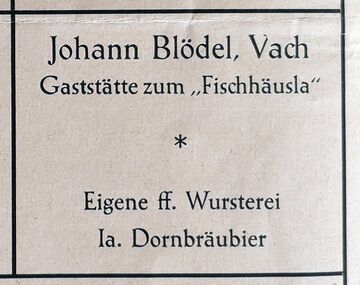 Johann Blödel, Vach
Gaststätte zum „Fischhäusla“
*
Eigene ff. Wursterei
Ia. Dornbräubier